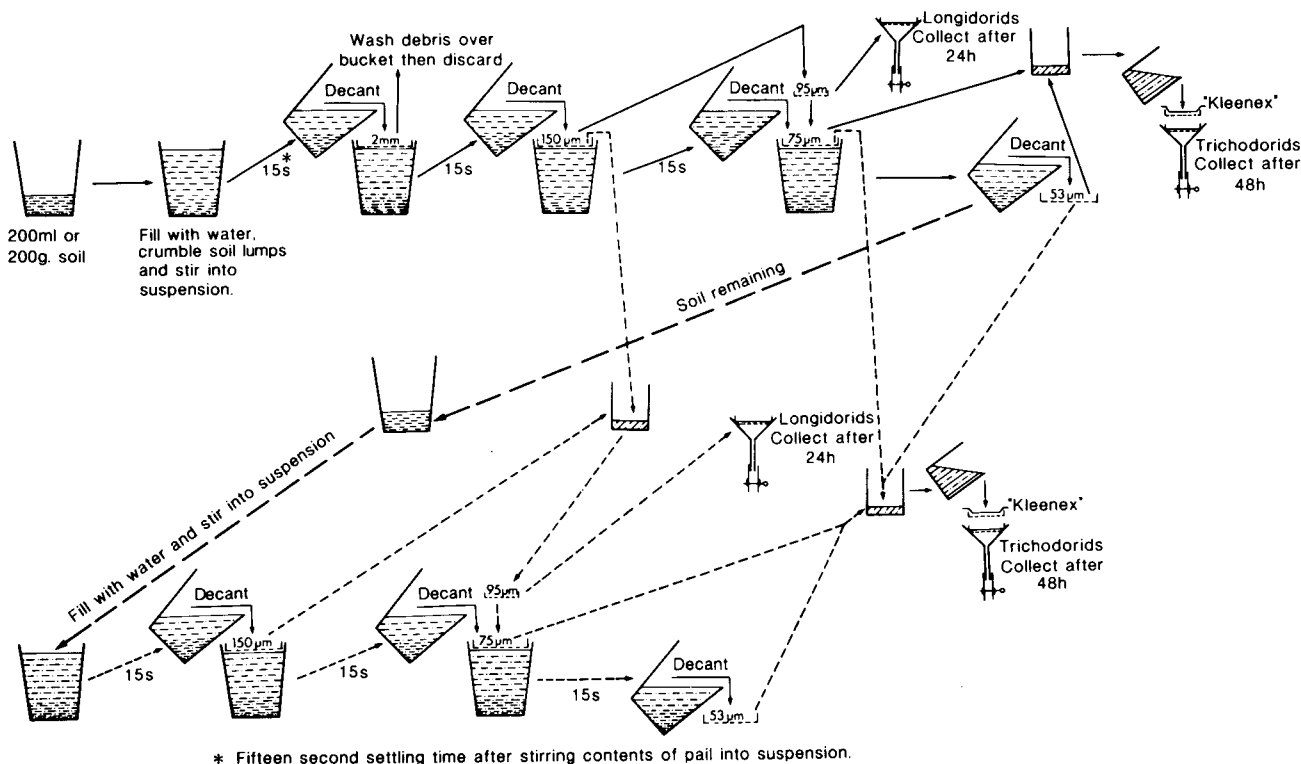 Wash debris over
bucket then discard
Longidorids
Collect after
24h
Decant
Decant
95µm
Decant
"Kleenex"
2mm
150µm
75µm
Decant
Trichodorids
Collect after
48h
15s*
15s
15s
53µm
200ml or
200g. soil
Fill with water,
crumble soil lumps
and stir into
suspension.
Soil remaining
Longidorids
Collect after
24h
Fill with water and stir into suspension
"Kleenex"
Trichodorids
Collect after
48h
Decant
Decant
95µm
150µm
75µm
15s
15s
15s
Decant
53µm
* Fifteen second settling time after stirring contents of pail into suspension.